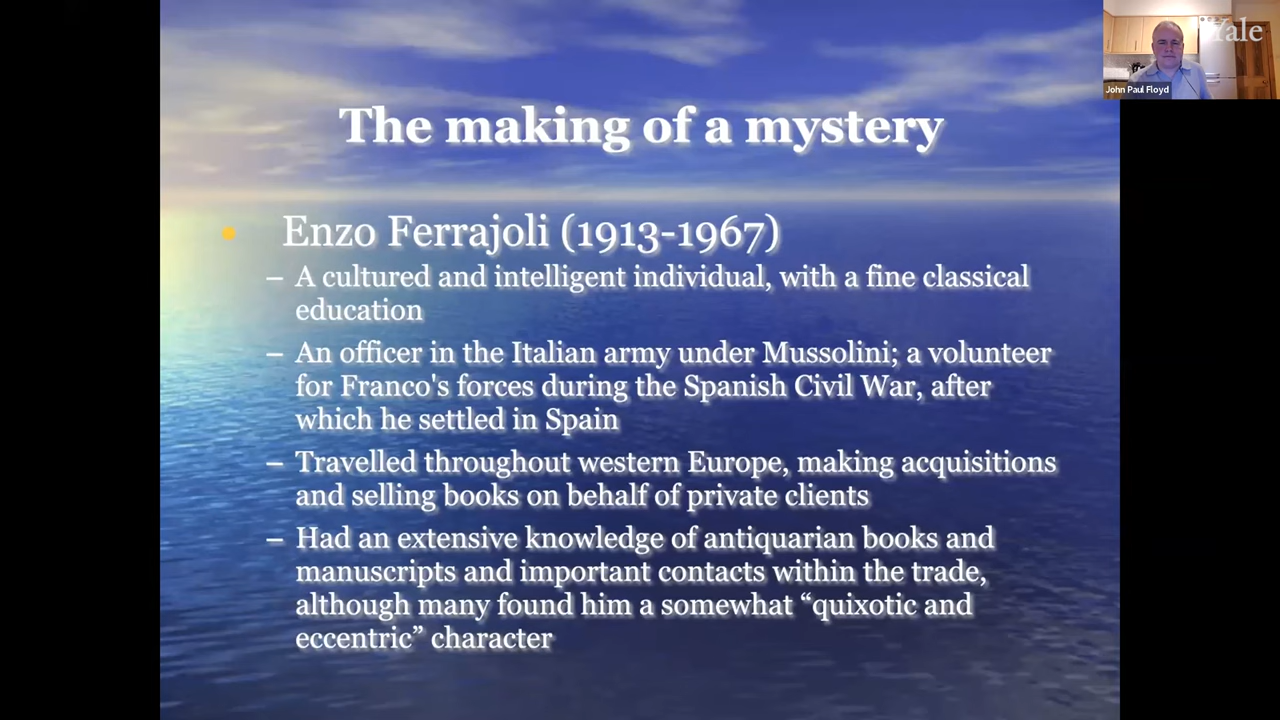 Yale
John Paul Floyd
The making of a mystery
Enzo Ferrajoli (1913-1967)
– A cultured and intelligent individual, with a fine classical
education
– An officer in the Italian army under Mussolini; a volunteer
for Franco's forces during the Spanish Civil War, after
which he settled in Spain
– Travelled throughout western Europe, making acquisitions
and selling books on behalf of private clients
– Had an extensive knowledge of antiquarian books and
manuscripts and important contacts within the trade,
although many found him a somewhat “quixotic and
eccentric” character